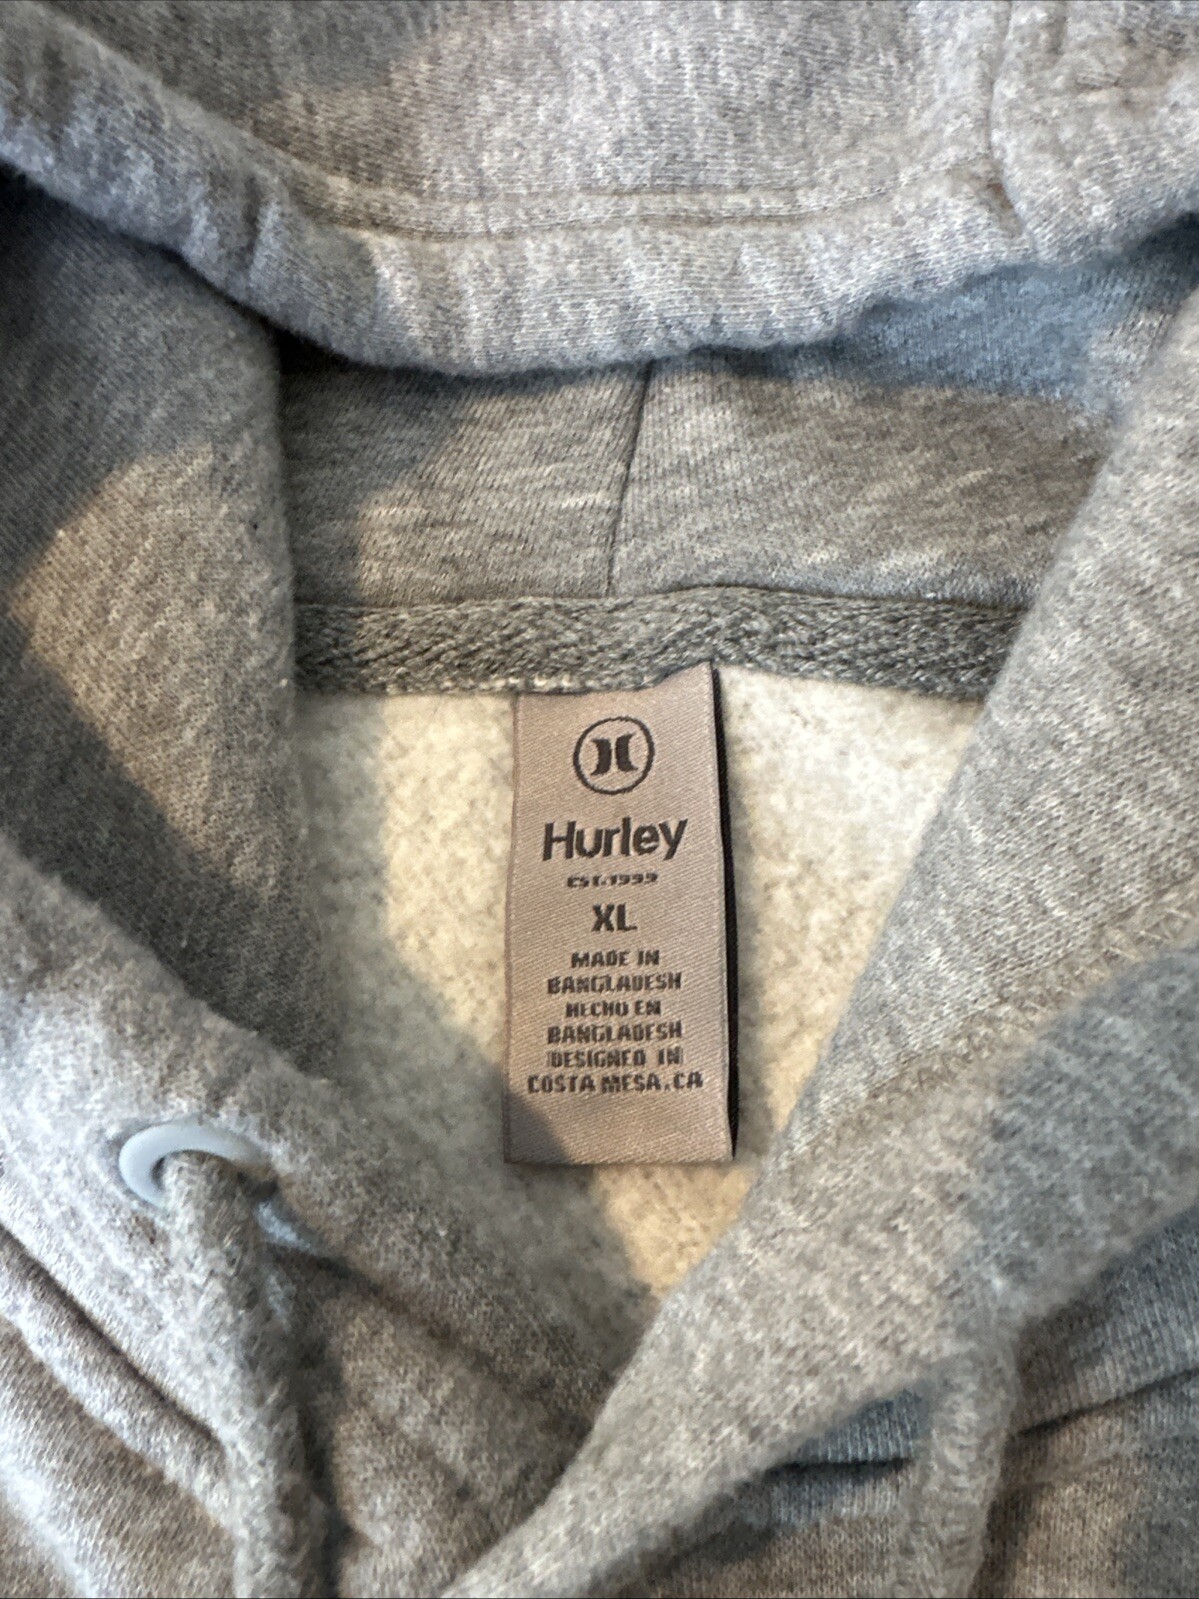 Hurley
EST.1999
XL
MADE IN
BANGLADESH
HECHO EN
BANGLADESH
DESIGNED IN
COSTA MESA, CA